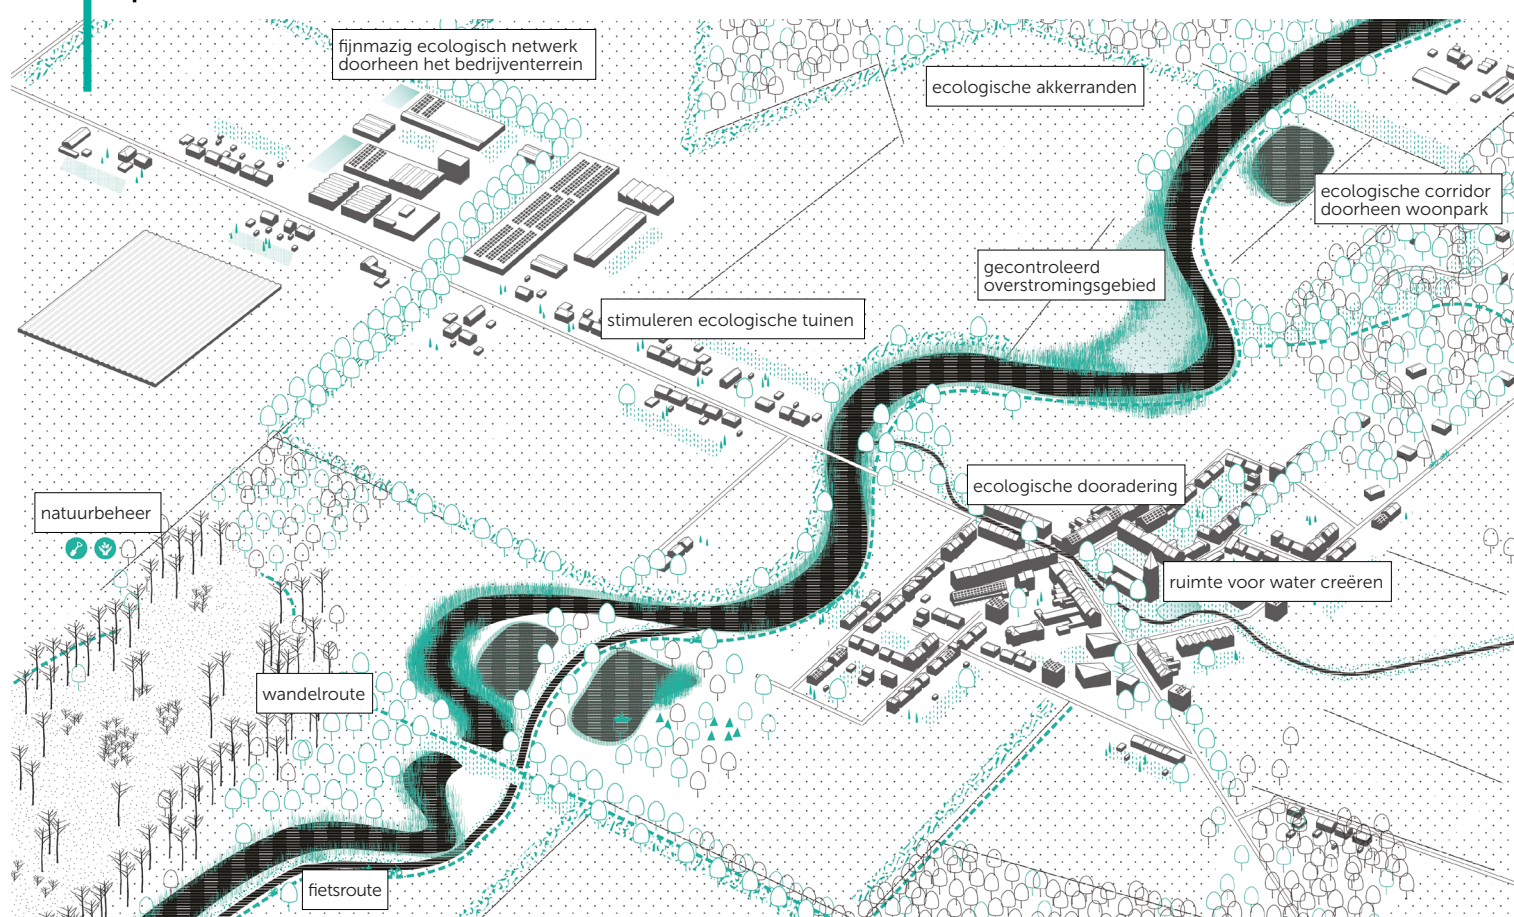 fijnmazig ecologisch netwerk
doorheen het bedrijventerrein
ecologische akkerranden
ecologische corridor
doorheen woonpark
gecontroleerd
overstromingsgebied
stimuleren ecologische tuinen
ecologische dooradering
natuurbeheer
ruimte voor water creëren
wandelroute
fietsroute